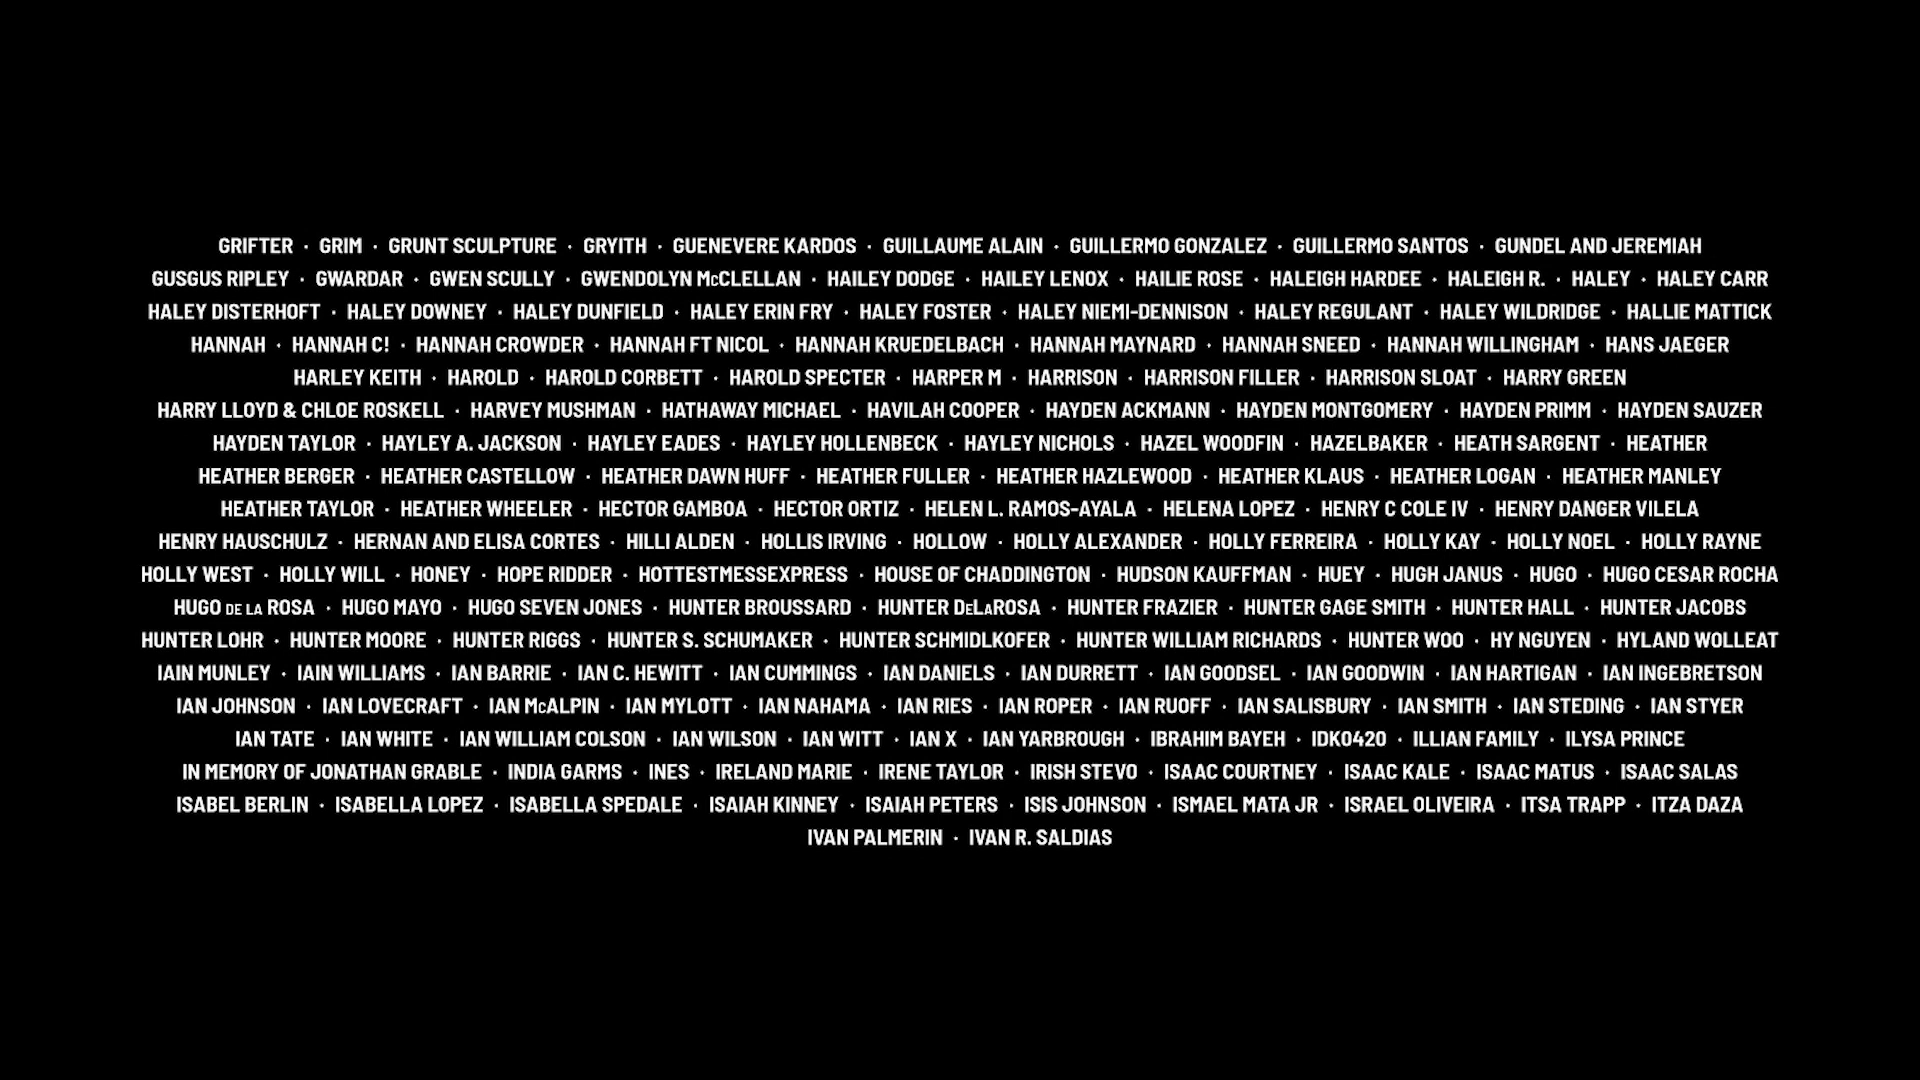 GRIFTER · GRIM · GRUNT SCULPTURE · GRYITH · GUENEVERE KARDOS · GUILLAUME ALAIN · GUILLERMO GONZALEZ · GUILLERMO SANTOS · GUNDEL AND JEREMIAH
GUSGUS RIPLEY · GWARDAR · GWEN SCULLY · GWENDOLYN McCLELLAN · HAILEY DODGE · HAILEY LENOX · HAILIE ROSE · HALEIGH HARDEE · HALEIGH R. · HALEY · HALEY CARR
HALEY DISTERHOFT · HALEY DOWNEY · HALEY DUNFIELD · HALEY ERIN FRY · HALEY FOSTER · HALEY NIEMI-DENNISON · HALEY REGULANT · HALEY WILDRIDGE · HALLIE MATTICK
HANNAH · HANNAH C! · HANNAH CROWDER · HANNAH FT NICOL · HANNAH KRUEDELBACH · HANNAH MAYNARD · HANNAH SNEED · HANNAH WILLINGHAM · HANS JAEGER
HARLEY KEITH · HAROLD · HAROLD CORBETT · HAROLD SPECTER · HARPER M · HARRISON · HARRISON FILLER · HARRISON SLOAT · HARRY GREEN
HARRY LLOYD & CHLOE ROSKELL · HARVEY MUSHMAN · HATHAWAY MICHAEL · HAVILAH COOPER · HAYDEN ACKMANN · HAYDEN MONTGOMERY · HAYDEN PRIMM · HAYDEN SAUZER
HAYDEN TAYLOR · HAYLEY A. JACKSON · HAYLEY EADES · HAYLEY HOLLENBECK · HAYLEY NICHOLS · HAZEL WOODFIN · HAZELBAKER · HEATH SARGENT · HEATHER
HEATHER BERGER · HEATHER CASTELLOW · HEATHER DAWN HUFF · HEATHER FULLER · HEATHER HAZLEWOOD · HEATHER KLAUS · HEATHER LOGAN · HEATHER MANLEY
HEATHER TAYLOR · HEATHER WHEELER · HECTOR GAMBOA · HECTOR ORTIZ · HELEN L. RAMOS-AYALA · HELENA LOPEZ · HENRY C COLE IV · HENRY DANGER VILELA
HENRY HAUSCHULZ · HERNAN AND ELISA CORTES · HILLI ALDEN · HOLLIS IRVING · HOLLOW · HOLLY ALEXANDER · HOLLY FERREIRA · HOLLY KAY · HOLLY NOEL · HOLLY RAYNE
HOLLY WEST · HOLLY WILL · HONEY · HOPE RIDDER · HOTTESTMESSEXPRESS · HOUSE OF CHADDINGTON · HUDSON KAUFFMAN · HUEY · HUGH JANUS · HUGO · HUGO CESAR ROCHA
HUGO DE LA ROSA · HUGO MAYO · HUGO SEVEN JONES · HUNTER BROUSSARD · HUNTER DeLaROSA · HUNTER FRAZIER · HUNTER GAGE SMITH · HUNTER HALL · HUNTER JACOBS
HUNTER LOHR · HUNTER MOORE · HUNTER RIGGS · HUNTER S. SCHUMAKER · HUNTER SCHMIDLKOFER · HUNTER WILLIAM RICHARDS · HUNTER WOO · HY NGUYEN · HYLAND WOLLEAT
IAIN MUNLEY · IAIN WILLIAMS · IAN BARRIE · IAN C. HEWITT · IAN CUMMINGS · IAN DANIELS · IAN DURRETT · IAN GOODSEL · IAN GOODWIN · IAN HARTIGAN · IAN INGEBRETSON
IAN JOHNSON · IAN LOVECRAFT · IAN McALPIN · IAN MYLOTT · IAN NAHAMA · IAN RIES · IAN ROPER · IAN RUOFF · IAN SALISBURY · IAN SMITH · IAN STEDING · IAN STYER
IAN TATE · IAN WHITE · IAN WILLIAM COLSON · IAN WILSON · IAN WITT · IAN X · IAN YARBROUGH · IBRAHIM BAYEH · IDK0420 · ILLIAN FAMILY · ILYSA PRINCE
IN MEMORY OF JONATHAN GRABLE · INDIA GARMS · INES · IRELAND MARIE · IRENE TAYLOR · IRISH STEVO · ISAAC COURTNEY · ISAAC KALE · ISAAC MATUS · ISAAC SALAS
ISABEL BERLIN · ISABELLA LOPEZ · ISABELLA SPEDALE · ISAIAH KINNEY · ISAIAH PETERS · ISIS JOHNSON · ISMAEL MATA JR · ISRAEL OLIVEIRA · ITSA TRAPP · ITZA DAZA
IVAN PALMERIN · IVAN R. SALDIAS